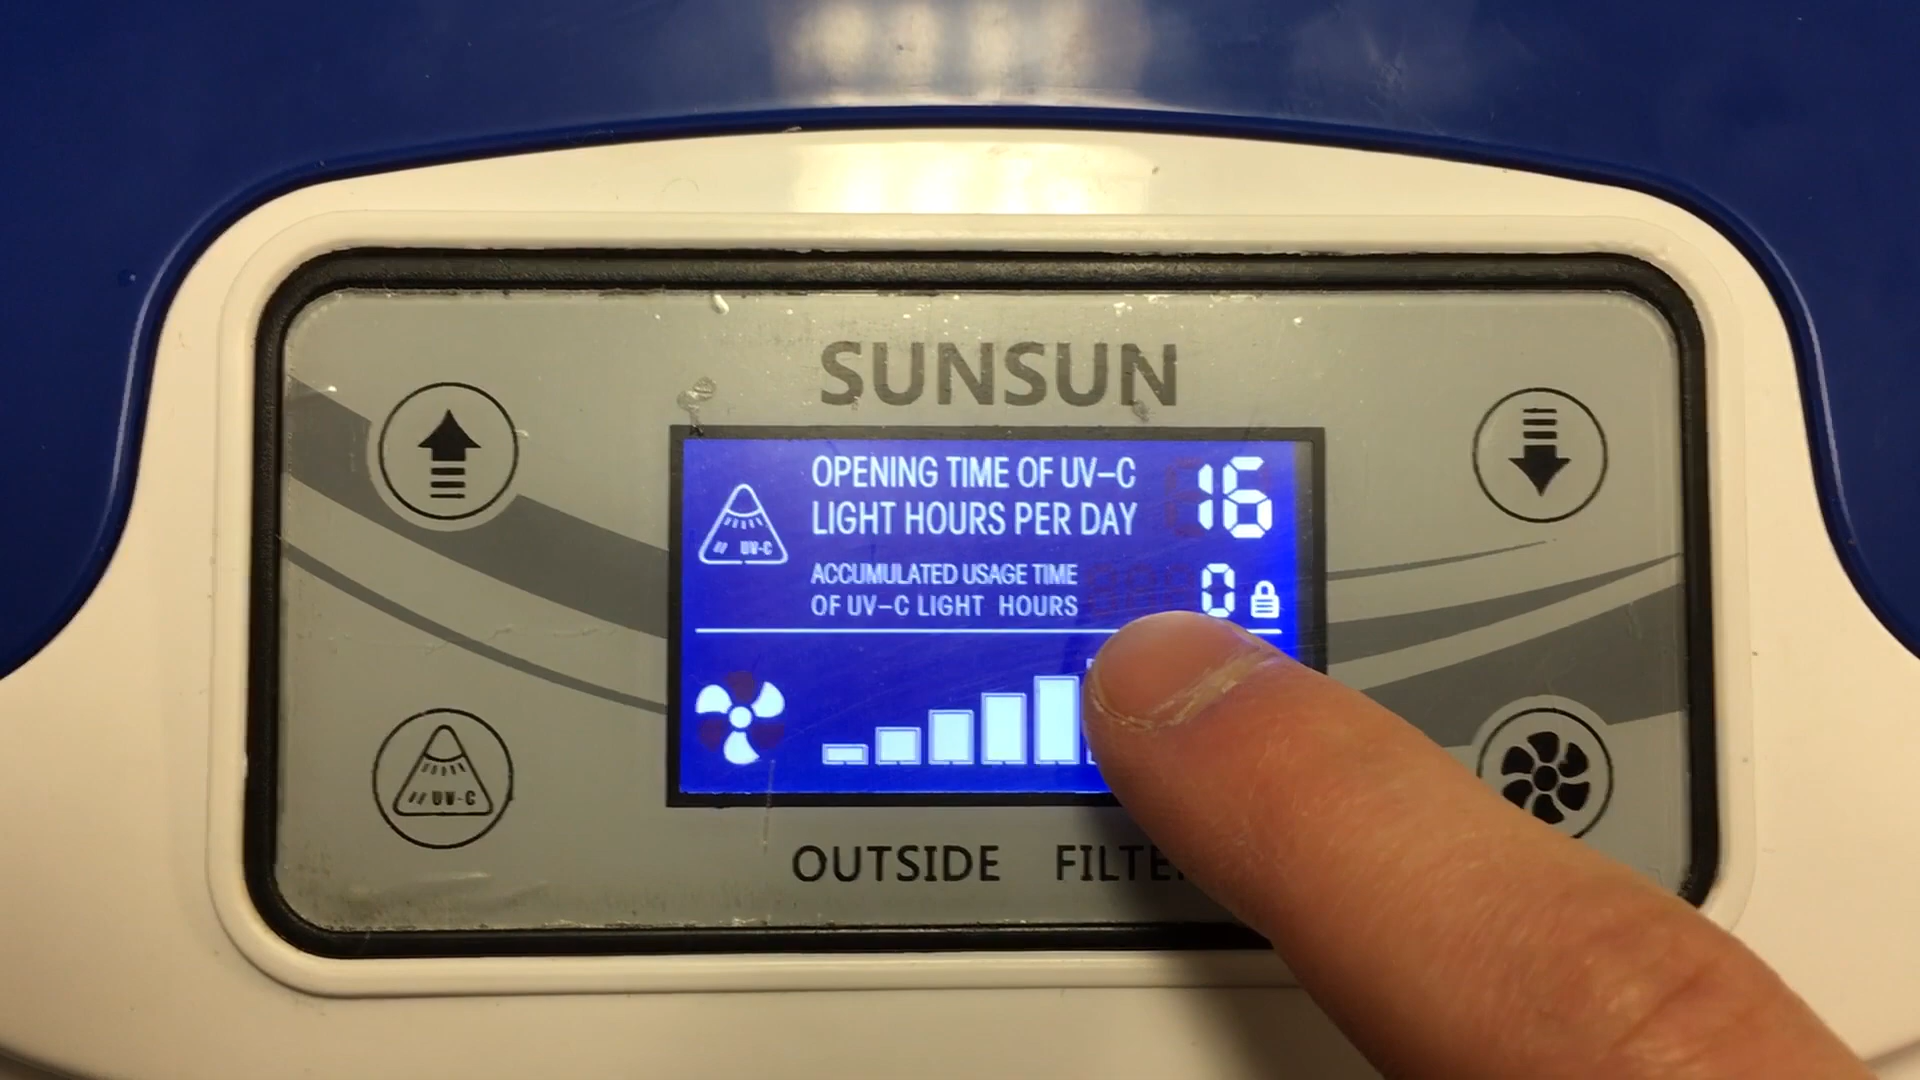 SUNSUN
OPENING TIME OF UV-C 16
LIGHT HOURS PER DAY
UV-C
ACCUMULATED USAGE TIME 0
OF UV-C LIGHT HOURS
UV-C
OUTSIDE FILTE